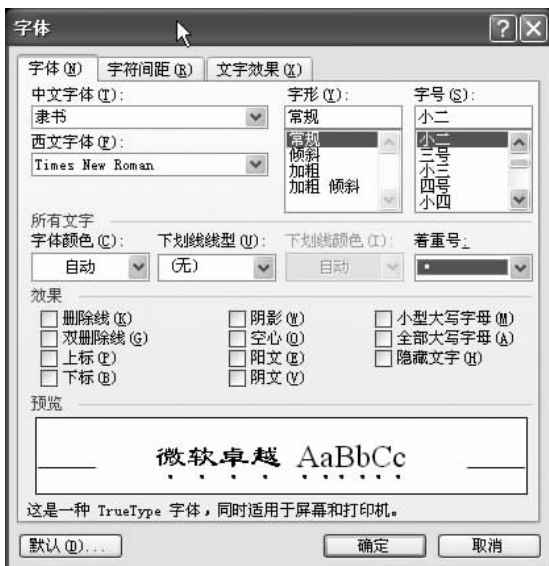 字体
字体(N) 字符间距(R) 文字效果(X)
中文字体(T): 字形(Y): 字号(S):
隶书 常规 小二
西文字体(F): 常规 小二
Times New Roman 倾斜 三号
加粗 小三
加粗 倾斜 四号
小四
所有文字
字体颜色(C): 下划线线型(U): 下划线颜色(I): 着重号:
自动 (无) 自动 ·
效果
删除线(K) 阴影(W) 小型大写字母(M)
双删除线(G) 空心(O) 全部大写字母(A)
上标(P) 阳文(E) 隐藏文字(H)
下标(B) 阴文(V)
预览
微软卓越 AaBbCc
这是一种 TrueType 字体，同时适用于屏幕和打印机。
默认(D)... 确定 取消